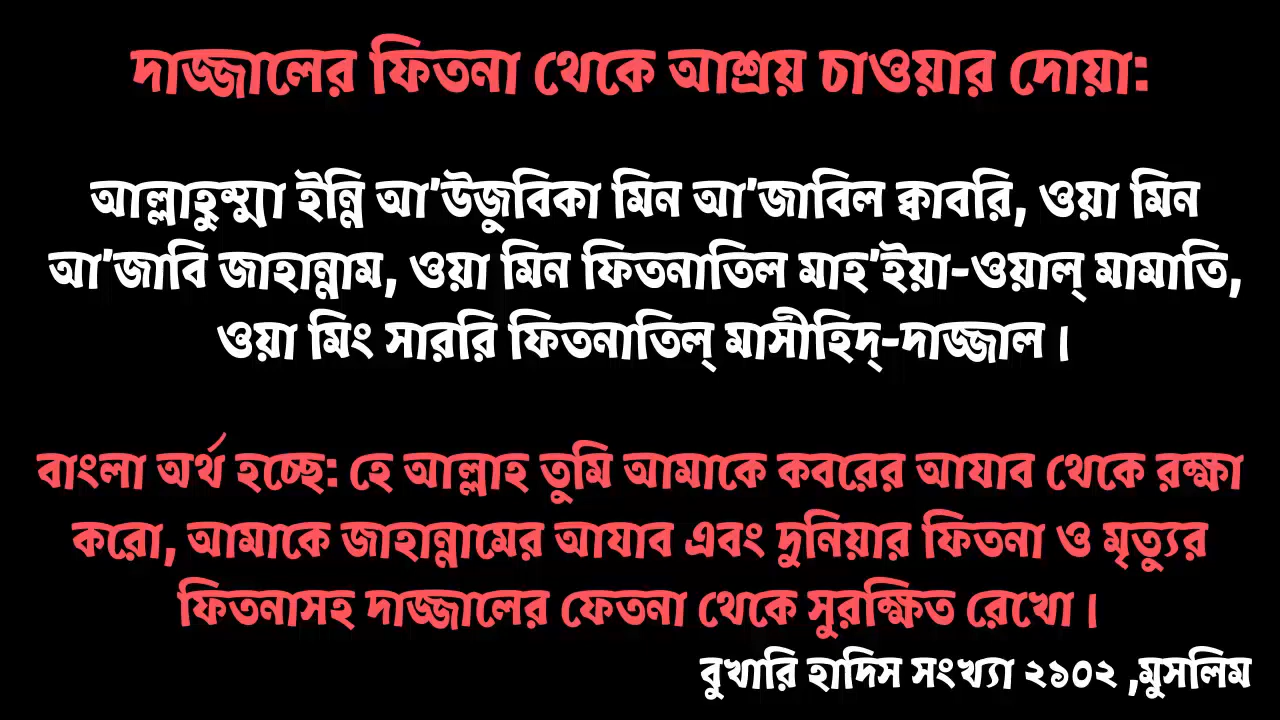 দাজ্জালের ফিতনা থেকে আশ্রয় চাওয়ার দোয়া:
আল্লাহুম্মা ইন্নি আ'উজুবিকা মিন আ'জাবিল ক্বাবরি, ওয়া মিন
আ'জাবি জাহান্নাম, ওয়া মিন ফিতনাতিল মাহ'ইয়া-ওয়াল্ মামাতি,
ওয়া মিং সাররি ফিতনাতিল্ মাসীহিদ্-দাজ্জাল।
বাংলা অর্থ হচ্ছে: হে আল্লাহ তুমি আমাকে কবরের আযাব থেকে রক্ষা
করো, আমাকে জাহান্নামের আযাব এবং দুনিয়ার ফিতনা ও মৃত্যুর
ফিতনাসহ দাজ্জালের ফেতনা থেকে সুরক্ষিত রেখো।
বুখারি হাদিস সংখ্যা ২১০২ ,মুসলিম